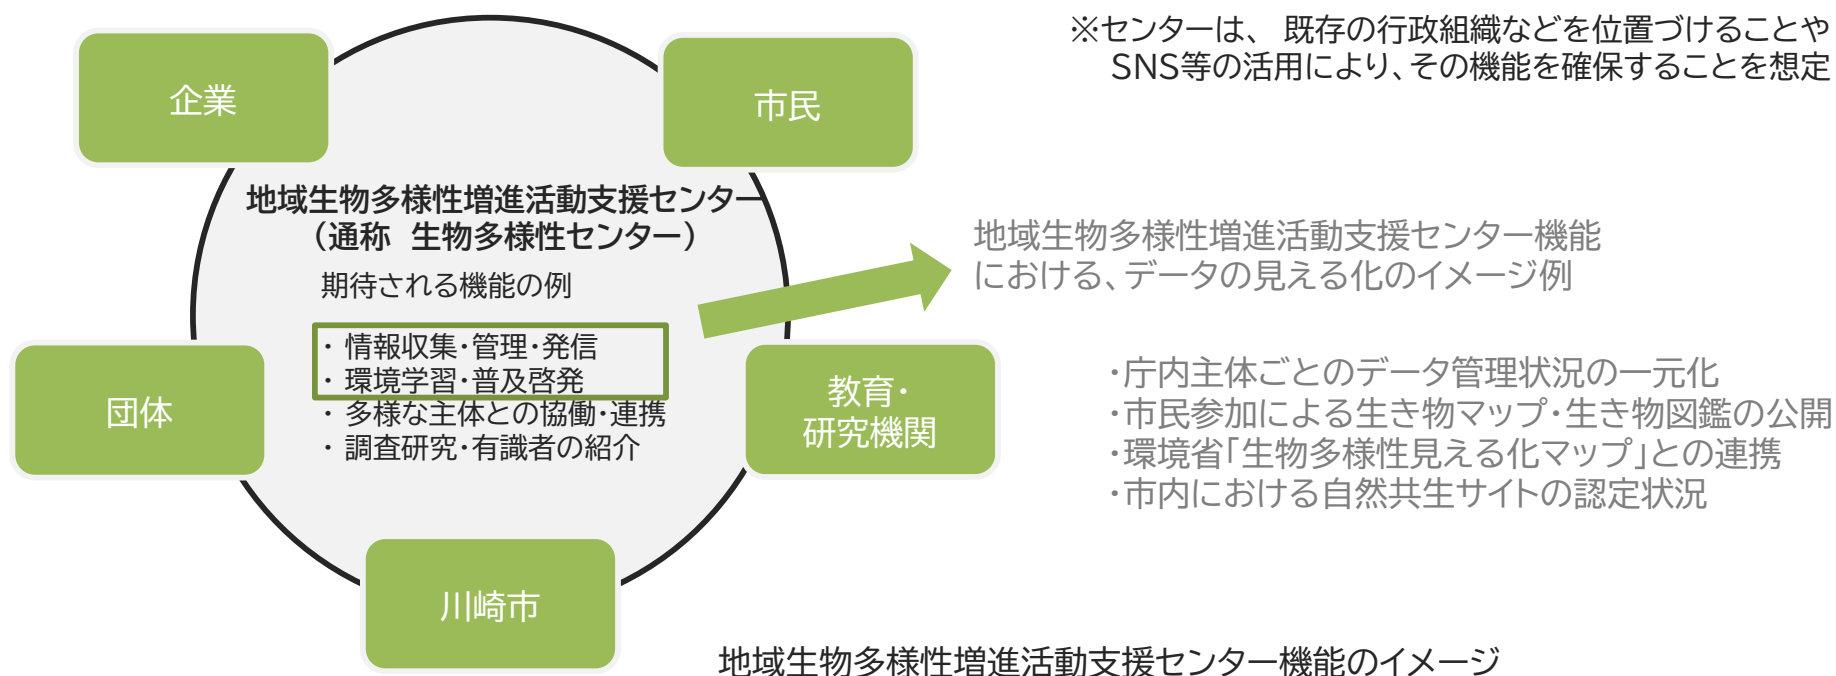 ※センターは、 既存の行政組織などを位置づけることや
SNS等の活用により、その機能を確保することを想定
企業
市民
地域生物多様性増進活動支援センター
（通称 生物多様性センター）
期待される機能の例
・ 情報収集・管理・発信
・ 環境学習・普及啓発
・ 多様な主体との協働・連携
・ 調査研究・有識者の紹介
団体
教育・
研究機関
川崎市
地域生物多様性増進活動支援センター機能
における、データの見える化のイメージ例
・庁内主体ごとのデータ管理状況の一元化
・市民参加による生き物マップ・生き物図鑑の公開
・環境省「生物多様性見える化マップ」との連携
・市内における自然共生サイトの認定状況
地域生物多様性増進活動支援センター機能のイメージ